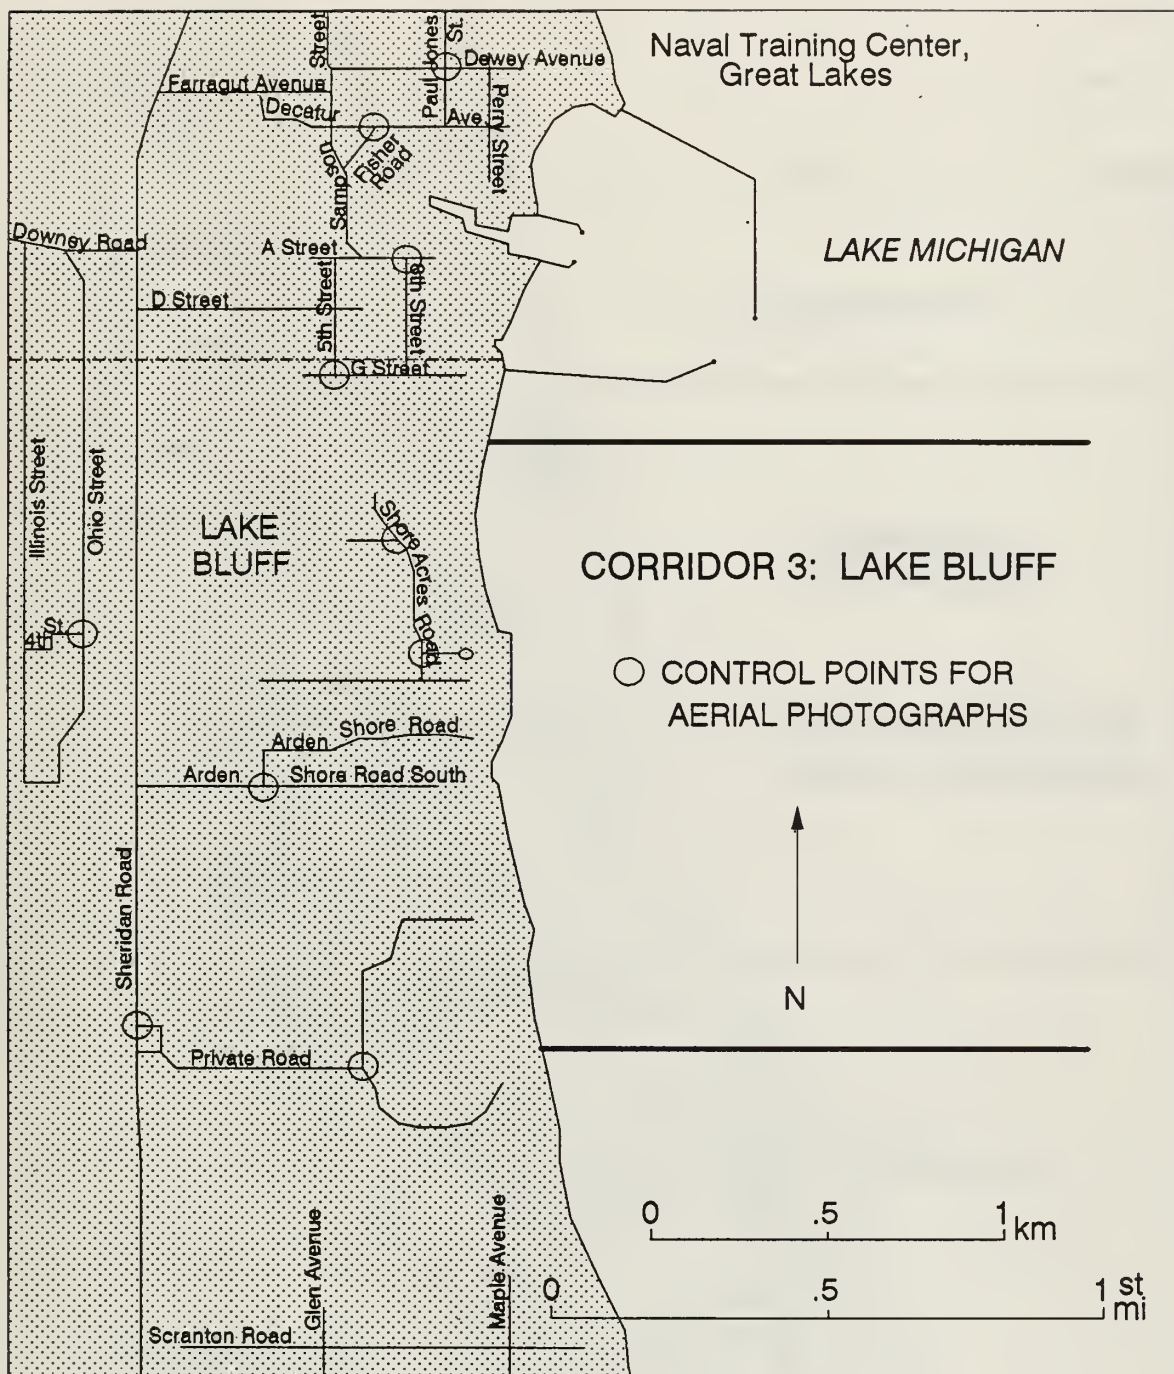 Naval Training Center,
Great Lakes
Street
Paul Jones
St.
Dewey Avenue
Farragut Avenue
Decatur
Ave.
Perry Street
Fisher
Road
Sampson
Downey Road
A Street
LAKE MICHIGAN
D Street
5th Street
8th Street
G Street
Illinois Street
Ohio Street
LAKE
BLUFF
Shore Acres Road
CORRIDOR 3: LAKE BLUFF
4th St.
CONTROL POINTS FOR
AERIAL PHOTOGRAPHS
Arden Shore Road
Arden Shore Road South
Sheridan Road
N
Private Road
Glen Avenue
Maple Avenue
0 .5 1 km
0 .5 1 st
mi
Scranton Road